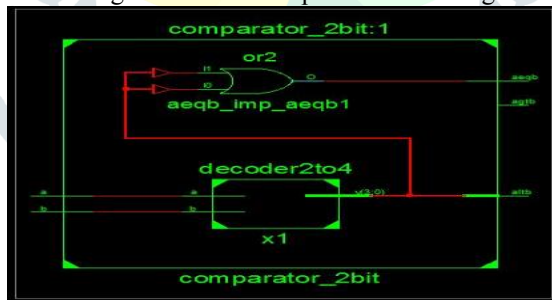 comparator_2bit:1
or2
I1
I0
O
aeqb
aeqb_imp_aeqb1
agtb
decoder2to4
a a y(3:0) altb
b b
x1
comparator_2bit